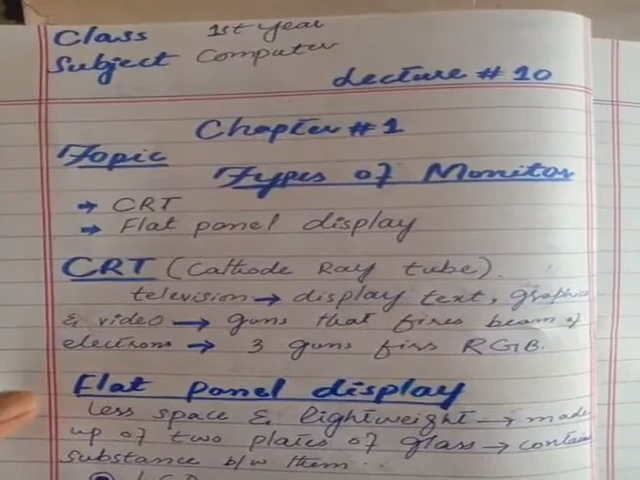 Class 1st year
Subject Computer
Lecture # 10
Chapter # 1
Topic
Types of Monitor
→ CRT
→ Flat panel display
CRT (Cathode Ray tube).
television → display text, graphics
& video → guns that fires beam of
electrons → 3 guns fires RGB.
Flat panel display
Less space & lightweight → made
up of two plates of glass → contains
substance b/w them..
LCD